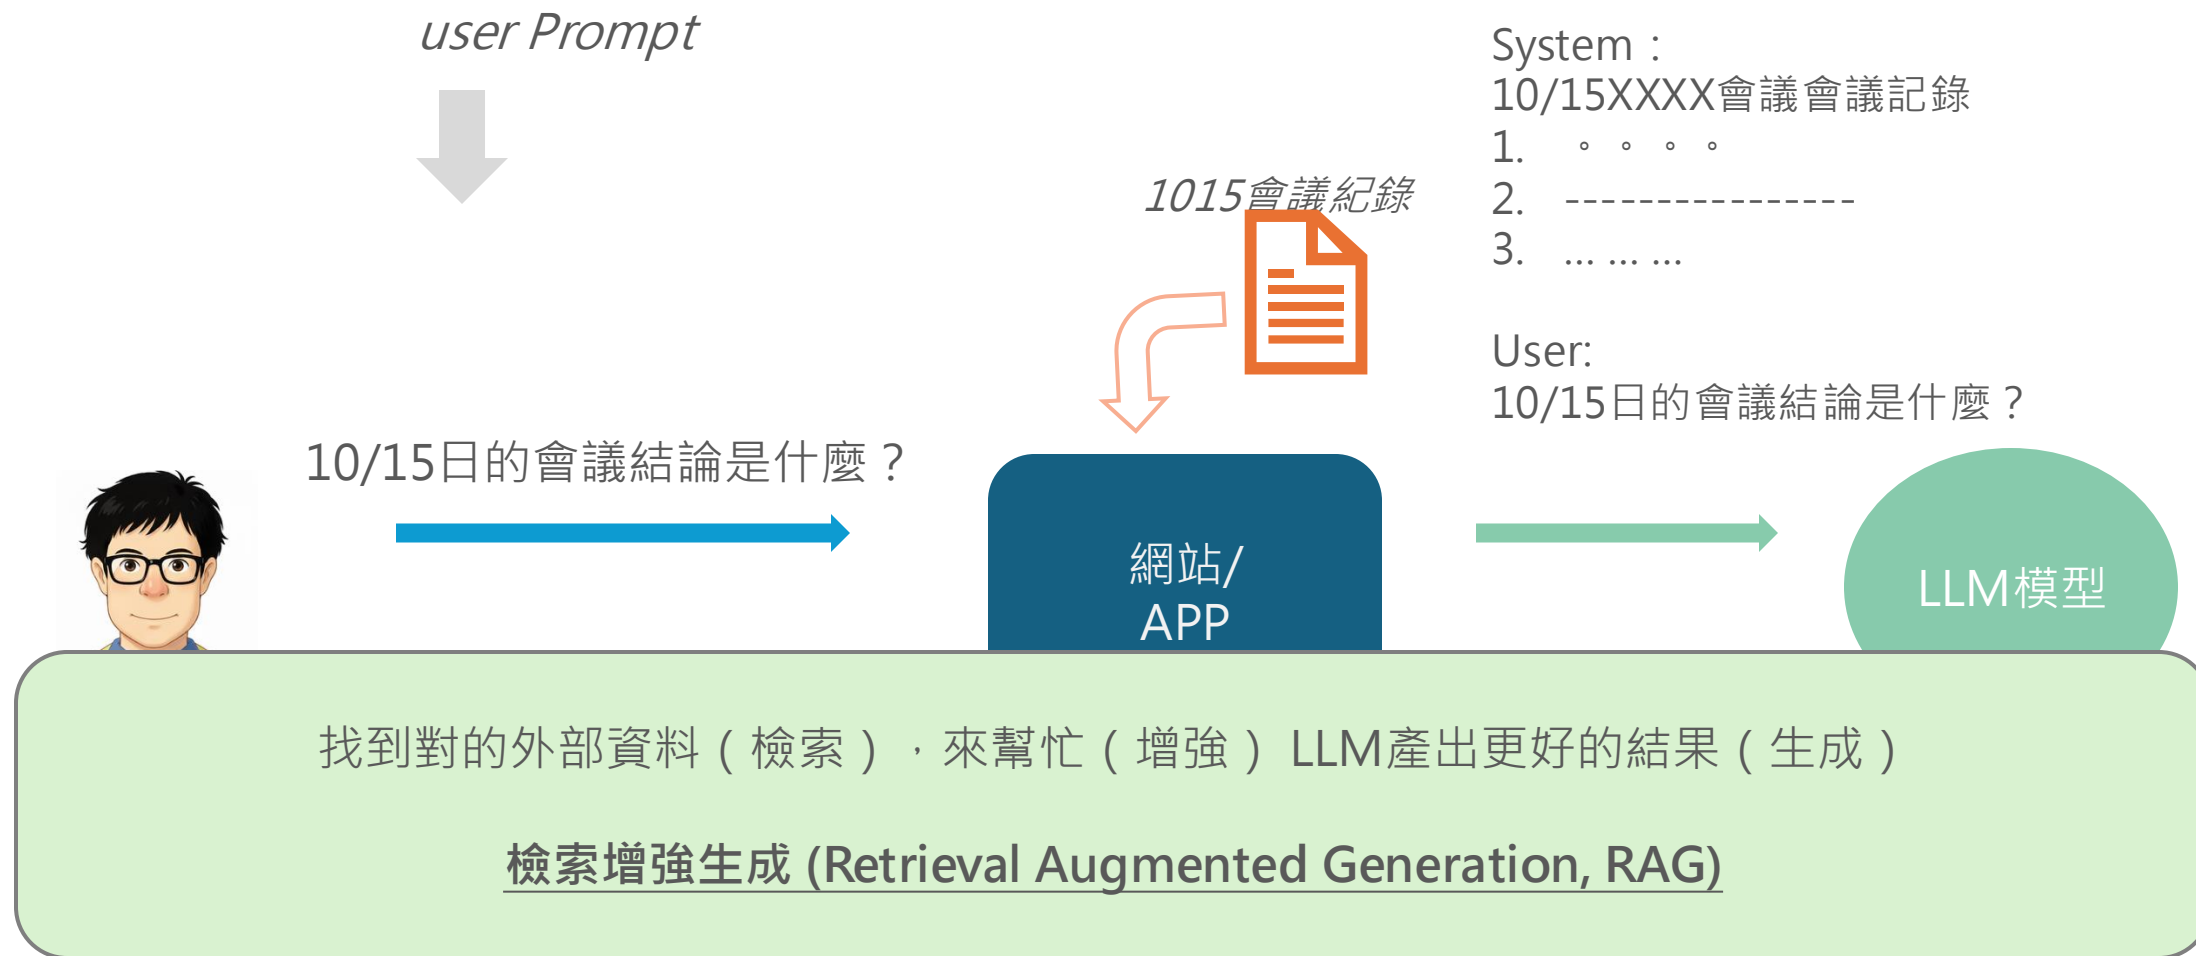 user Prompt
System：
10/15XXXX會議會議記錄
1. 。。。。
2. ----------------
3. … … …
1015會議紀錄
User:
10/15日的會議結論是什麼？
10/15日的會議結論是什麼？
網站/
APP
LLM模型
找到對的外部資料（檢索），來幫忙（增強）LLM產出更好的結果（生成）
檢索增強生成 (Retrieval Augmented Generation, RAG)